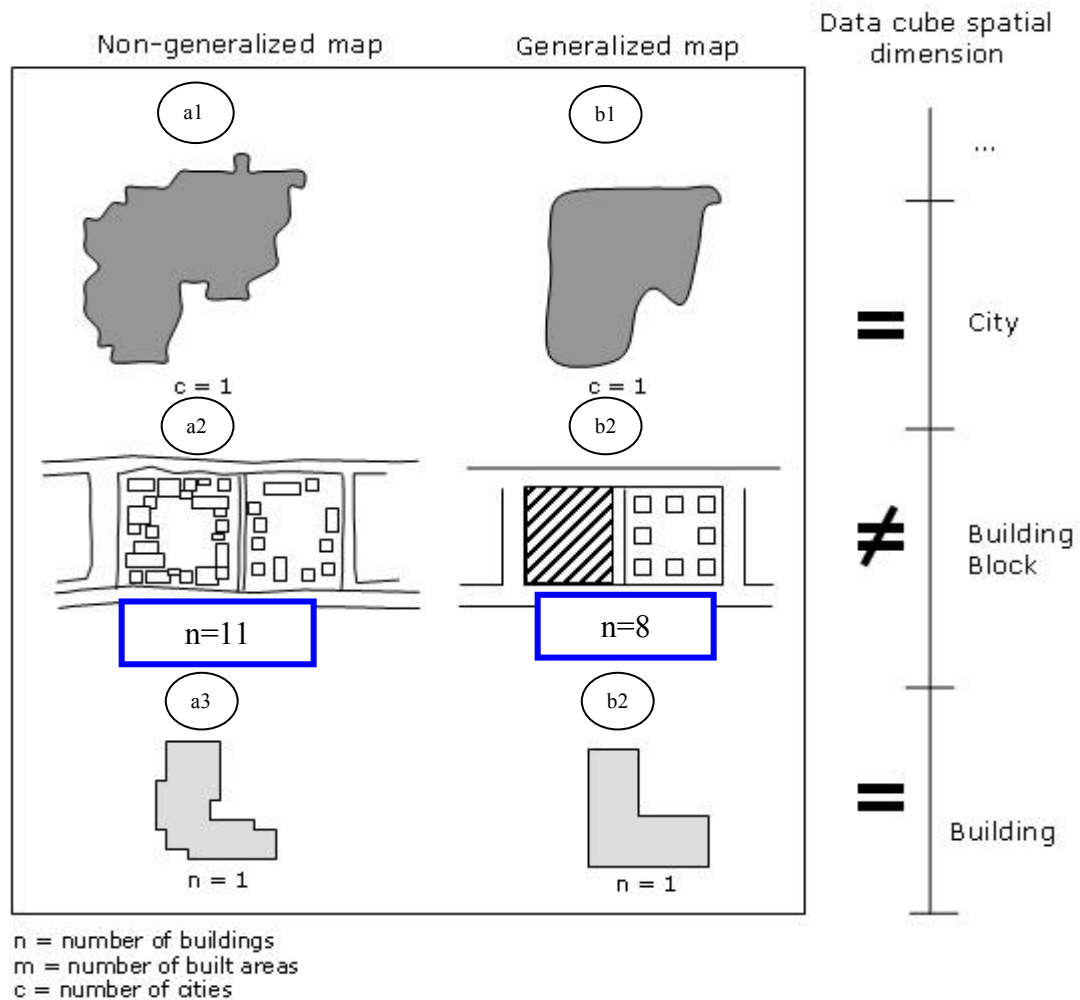 Non-generalized map
Generalized map
Data cube spatial
dimension
a1
b1
...
c = 1
c = 1
City
a2
b2
Building
Block
n=11
n=8
a3
b2
n = 1
n = 1
Building
n = number of buildings
m = number of built areas
c = number of cities